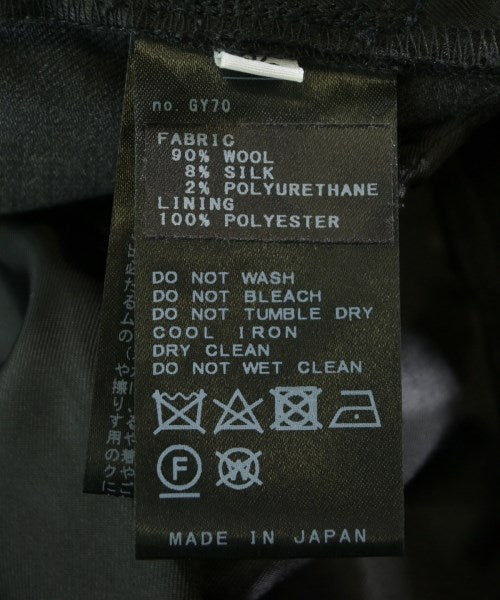 no. GY70
FABRIC
90% WOOL
8% SILK
2% POLYURETHANE
LINING
100% POLYESTER
DO NOT WASH
DO NOT BLEACH
DO NOT TUMBLE DRY
COOL IRON
DRY CLEAN
DO NOT WET CLEAN
F
W
MADE IN JAPAN